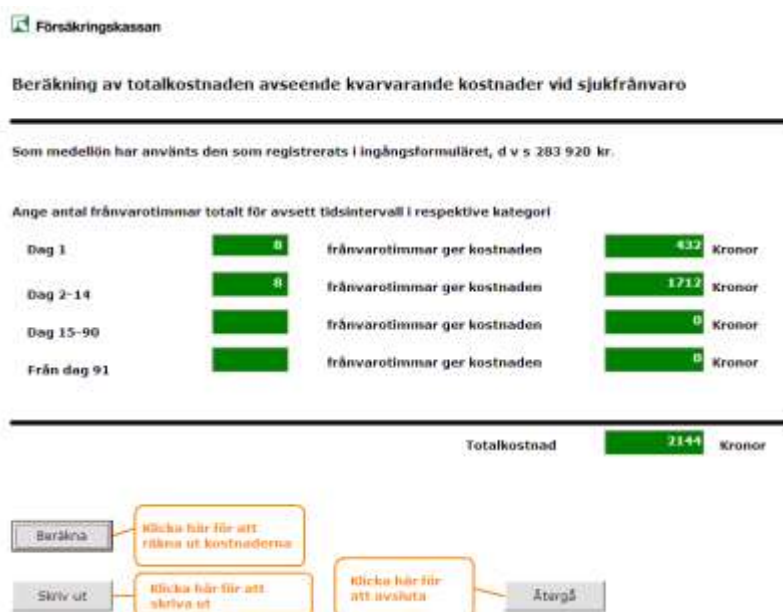 Försäkringskassan
Beräkning av totalkostnaden avseende kvarvarande kostnader vid sjukfrånvaro
Som medellön har använts den som registrerats i ingångsformuläret, d v s 283 920 kr.
Ange antal frånvarotimmar totalt för avsett tidsintervall i respektive kategori
Dag 1 8 frånvarotimmar ger kostnaden 432 Kronor
Dag 2-14 8 frånvarotimmar ger kostnaden 1712 Kronor
Dag 15-90 frånvarotimmar ger kostnaden 0 Kronor
Från dag 91 frånvarotimmar ger kostnaden 0 Kronor
Totalkostnad 2144 Kronor
Beräkna
Klicka här för att
räkna ut kostnaderna
Skriv ut
Klicka här för att
skriva ut
Klicka här för
att avsluta
Återgå